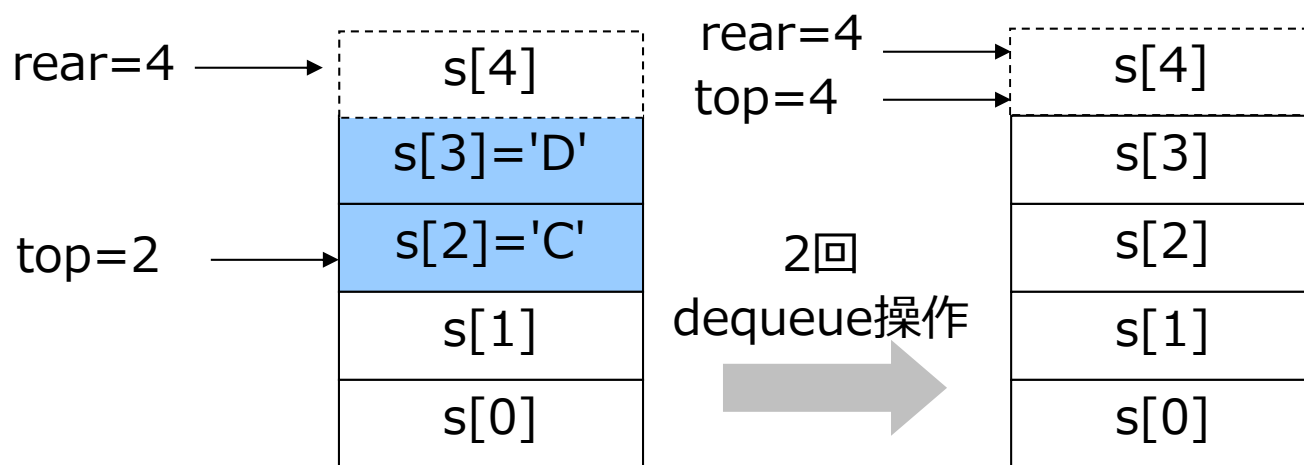 rear=4
s[4]
s[3]='D'
top=2
s[2]='C'
s[1]
s[0]
2回
dequeue操作
rear=4
top=4
s[4]
s[3]
s[2]
s[1]
s[0]